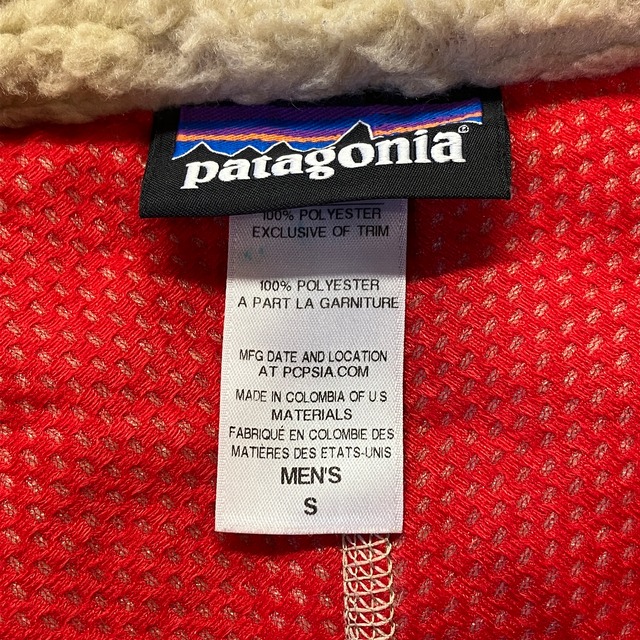 patagonia®
100% POLYESTER
EXCLUSIVE OF TRIM
100% POLYESTER
A PART LA GARNITURE
MFG DATE AND LOCATION
AT PCPSIA.COM
MADE IN COLOMBIA OF U S
MATERIALS
FABRIQUÉ EN COLOMBIE DES
MATIÈRES DES ETATS-UNIS
MEN'S
S